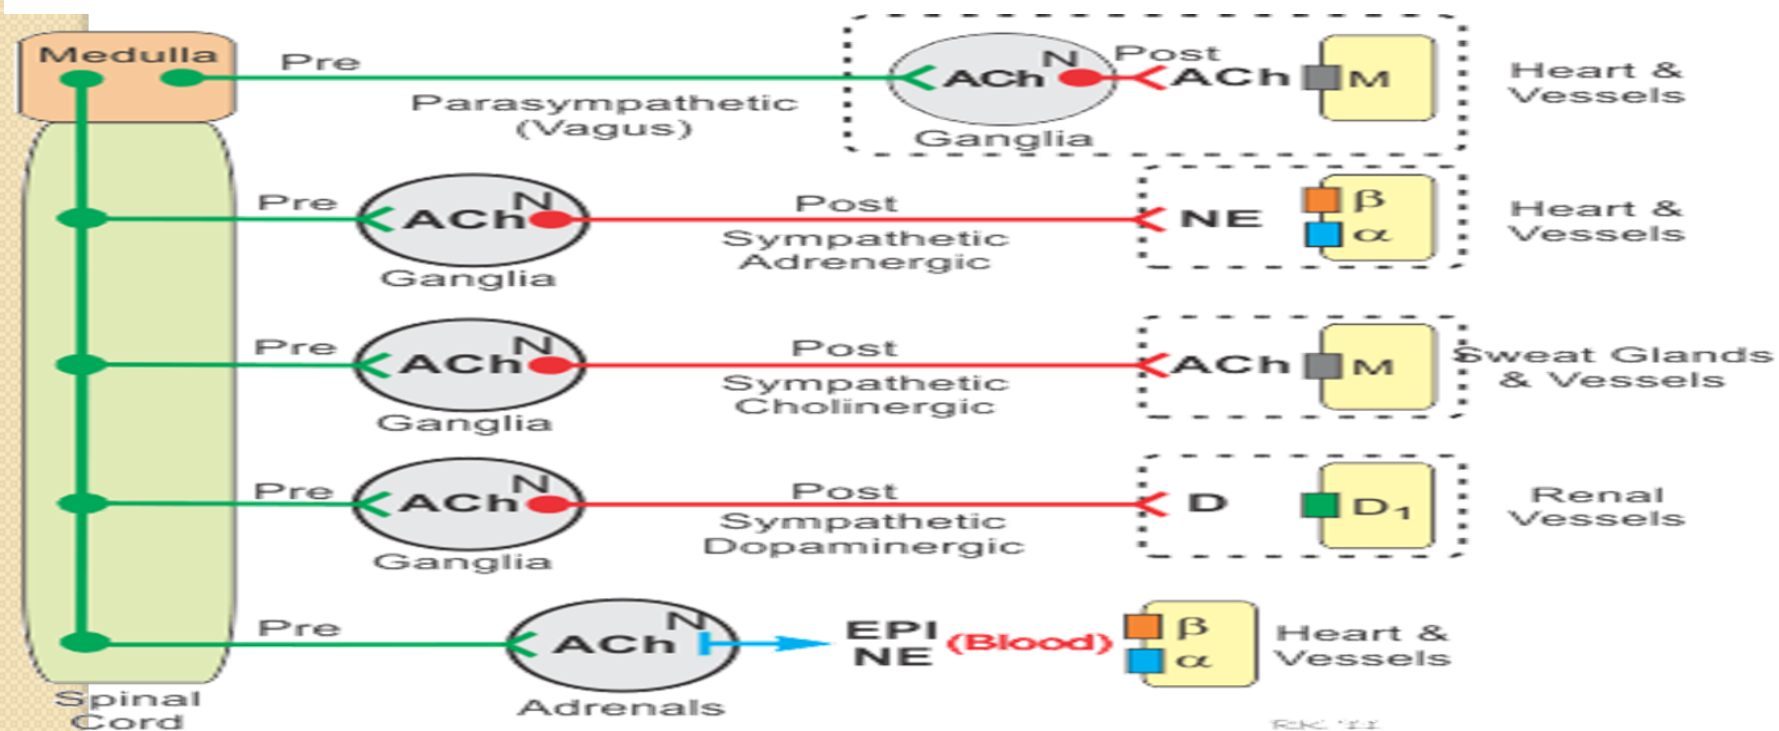 Medulla
Pre
Parasympathetic
(Vagus)
N
ACh
Ganglia
Post
ACh
M
Heart &
Vessels
Pre
N
ACh
Ganglia
Post
Sympathetic
Adrenergic
NE
β
α
Heart &
Vessels
Pre
N
ACh
Ganglia
Post
Sympathetic
Cholinergic
ACh
M
Sweat Glands
& Vessels
Pre
N
ACh
Ganglia
Post
Sympathetic
Dopaminergic
D
D₁
Renal
Vessels
Pre
N
ACh
Adrenals
EPI
NE
(Blood)
β
α
Heart &
Vessels
Spinal
Cord